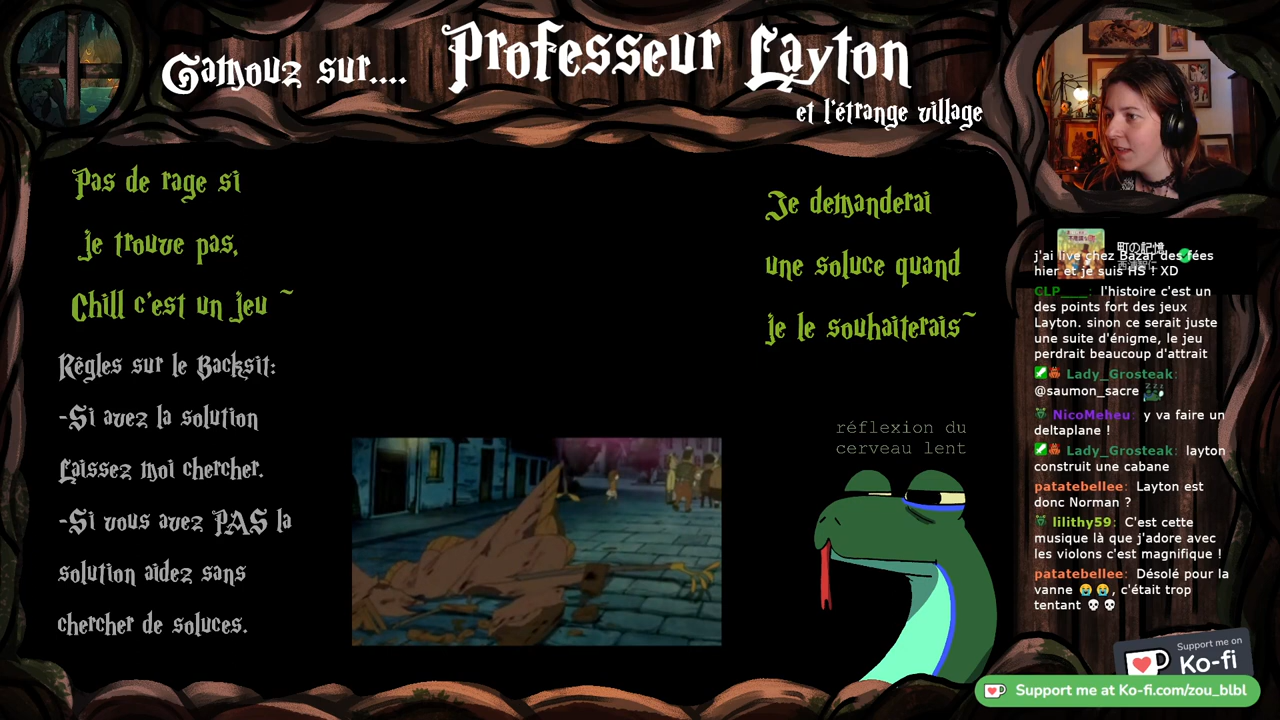 Gamouz sur....
Professeur Layton
et l'étrange village
Pas de rage si
je trouve pas,
Chill c'est un jeu ~
Règles sur le Backsit:
-Si avez la solution
Laissez moi chercher.
-Si vous avez PAS la
solution aidez sans
chercher de soluces.
Je demanderai
une soluce quand
je le souhaiterais~
réflexion du
cerveau lent
町の記憶
j'ai live chez Bazar des fées
hier et je suis HS ! XD
CLP____: l'histoire c'est un
des points fort des jeux
Layton. sinon ce serait juste
une suite d'énigme, le jeu
perdrait beaucoup d'attrait
Lady_Grosteak:
@saumon_sacre
NicoMeheu: y va faire un
deltaplane !
Lady_Grosteak: layton
construit une cabane
patatebellee: Layton est
donc Norman ?
lilithy59: C'est cette
musique là que j'adore avec
les violons c'est magnifique !
patatebellee: Désolé pour la
vanne 😭😭, c'était trop
tentant 💀💀
Support me on
Ko-fi
Support me at Ko-fi.com/zou_blbl